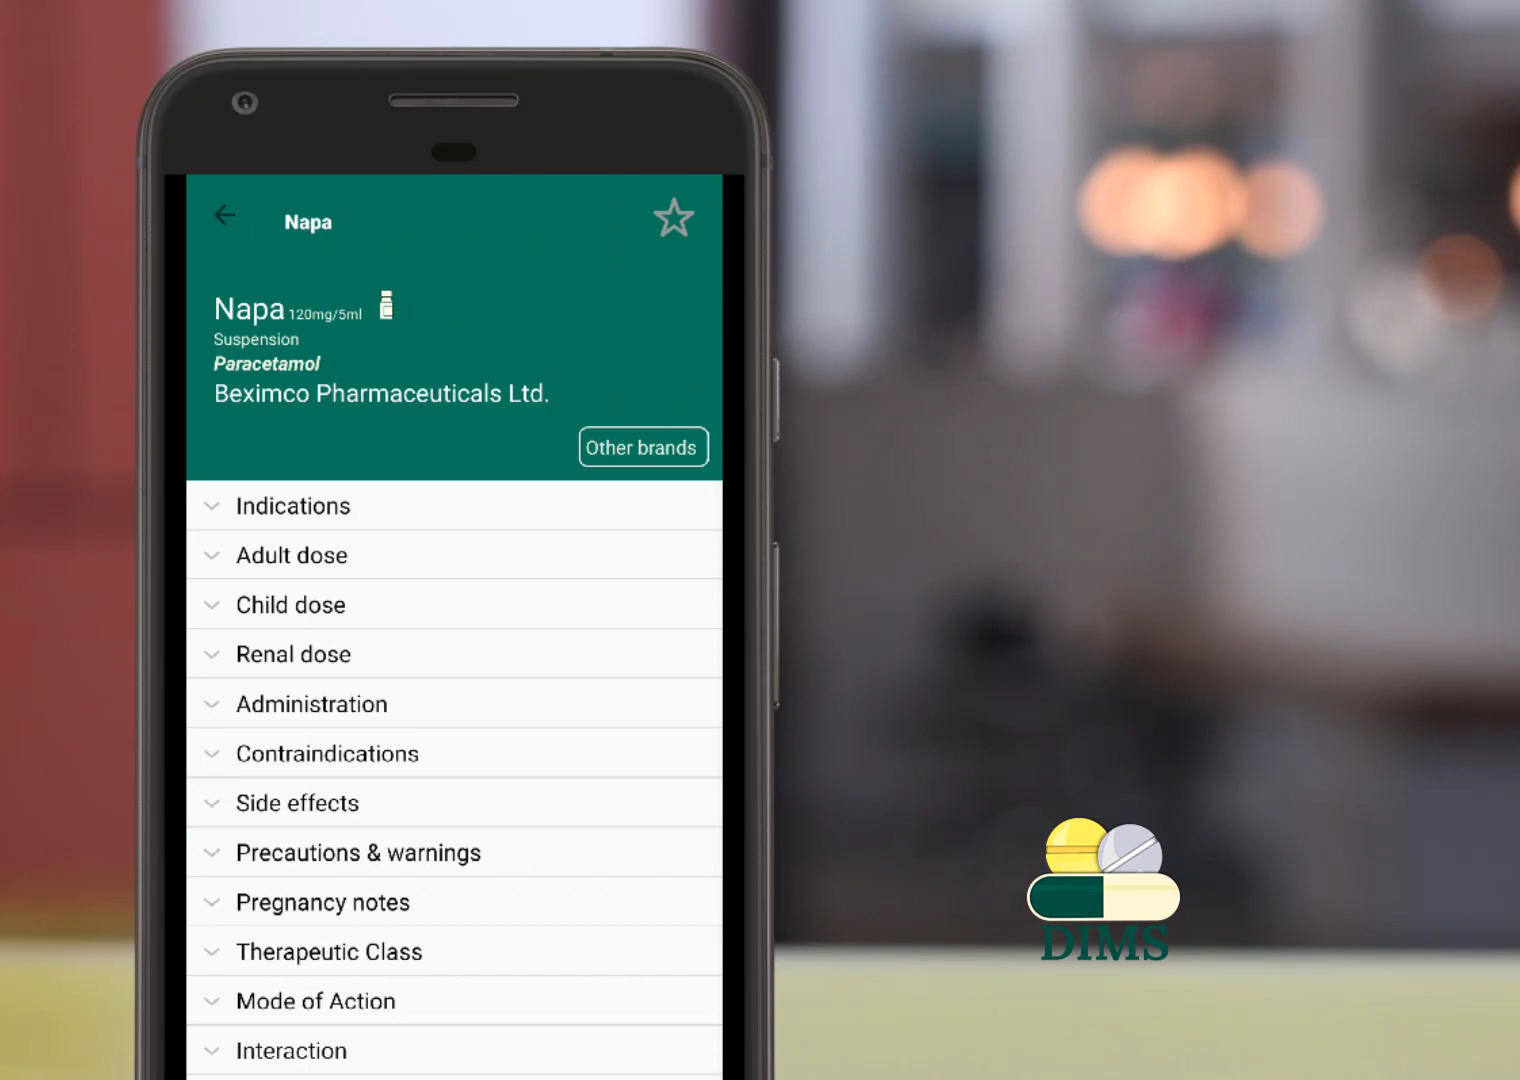 Napa
Napa 120mg/5ml
Suspension
Paracetamol
Beximco Pharmaceuticals Ltd.
Other brands
Indications
Adult dose
Child dose
Renal dose
Administration
Contraindications
Side effects
Precautions & warnings
Pregnancy notes
Therapeutic Class
Mode of Action
Interaction
DIMS